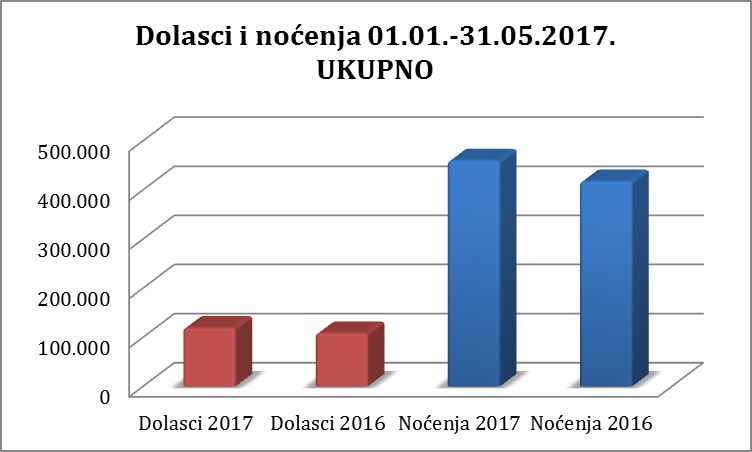 Dolasci i noćenja 01.01.-31.05.2017.
UKUPNO
500.000
400.000
300.000
200.000
100.000
0
Dolasci 2017 Dolasci 2016 Noćenja 2017 Noćenja 2016